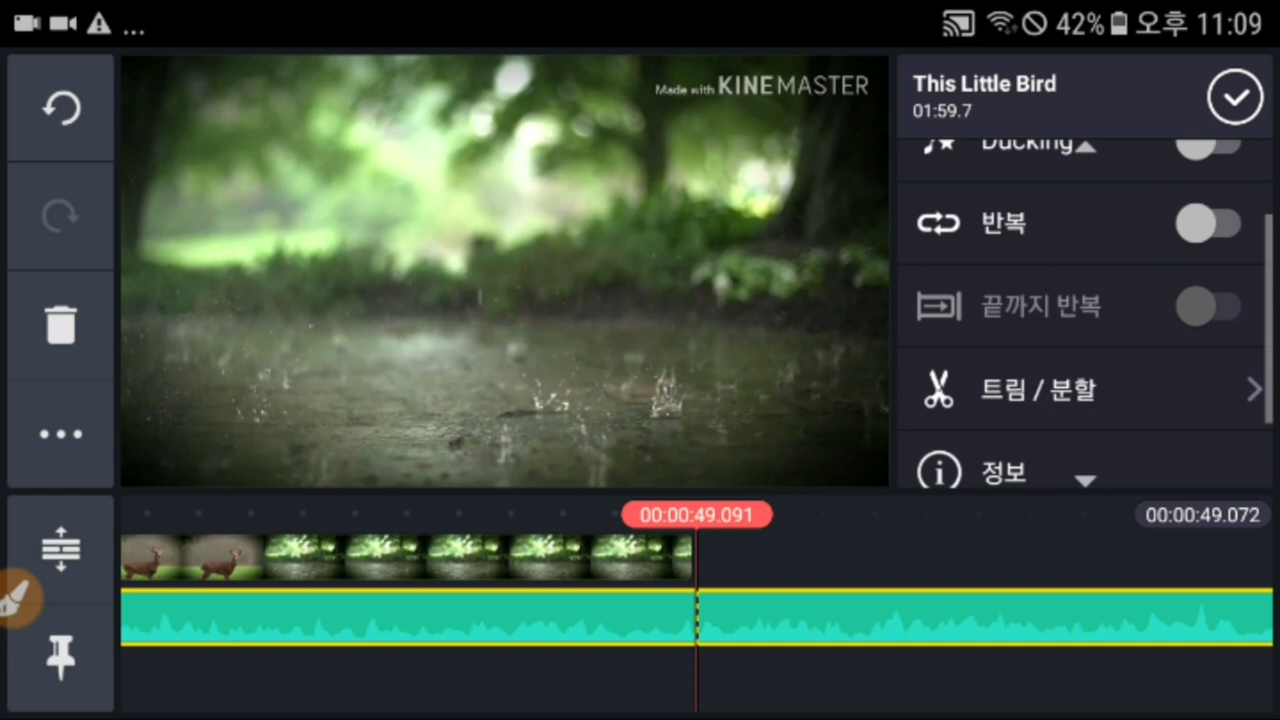 ... 42% 오후 11:09
Made with KINEMASTER
This Little Bird
01:59.7
Ducking
반복
끝까지 반복
트림 / 분할
정보
00:00:49.091
00:00:49.072